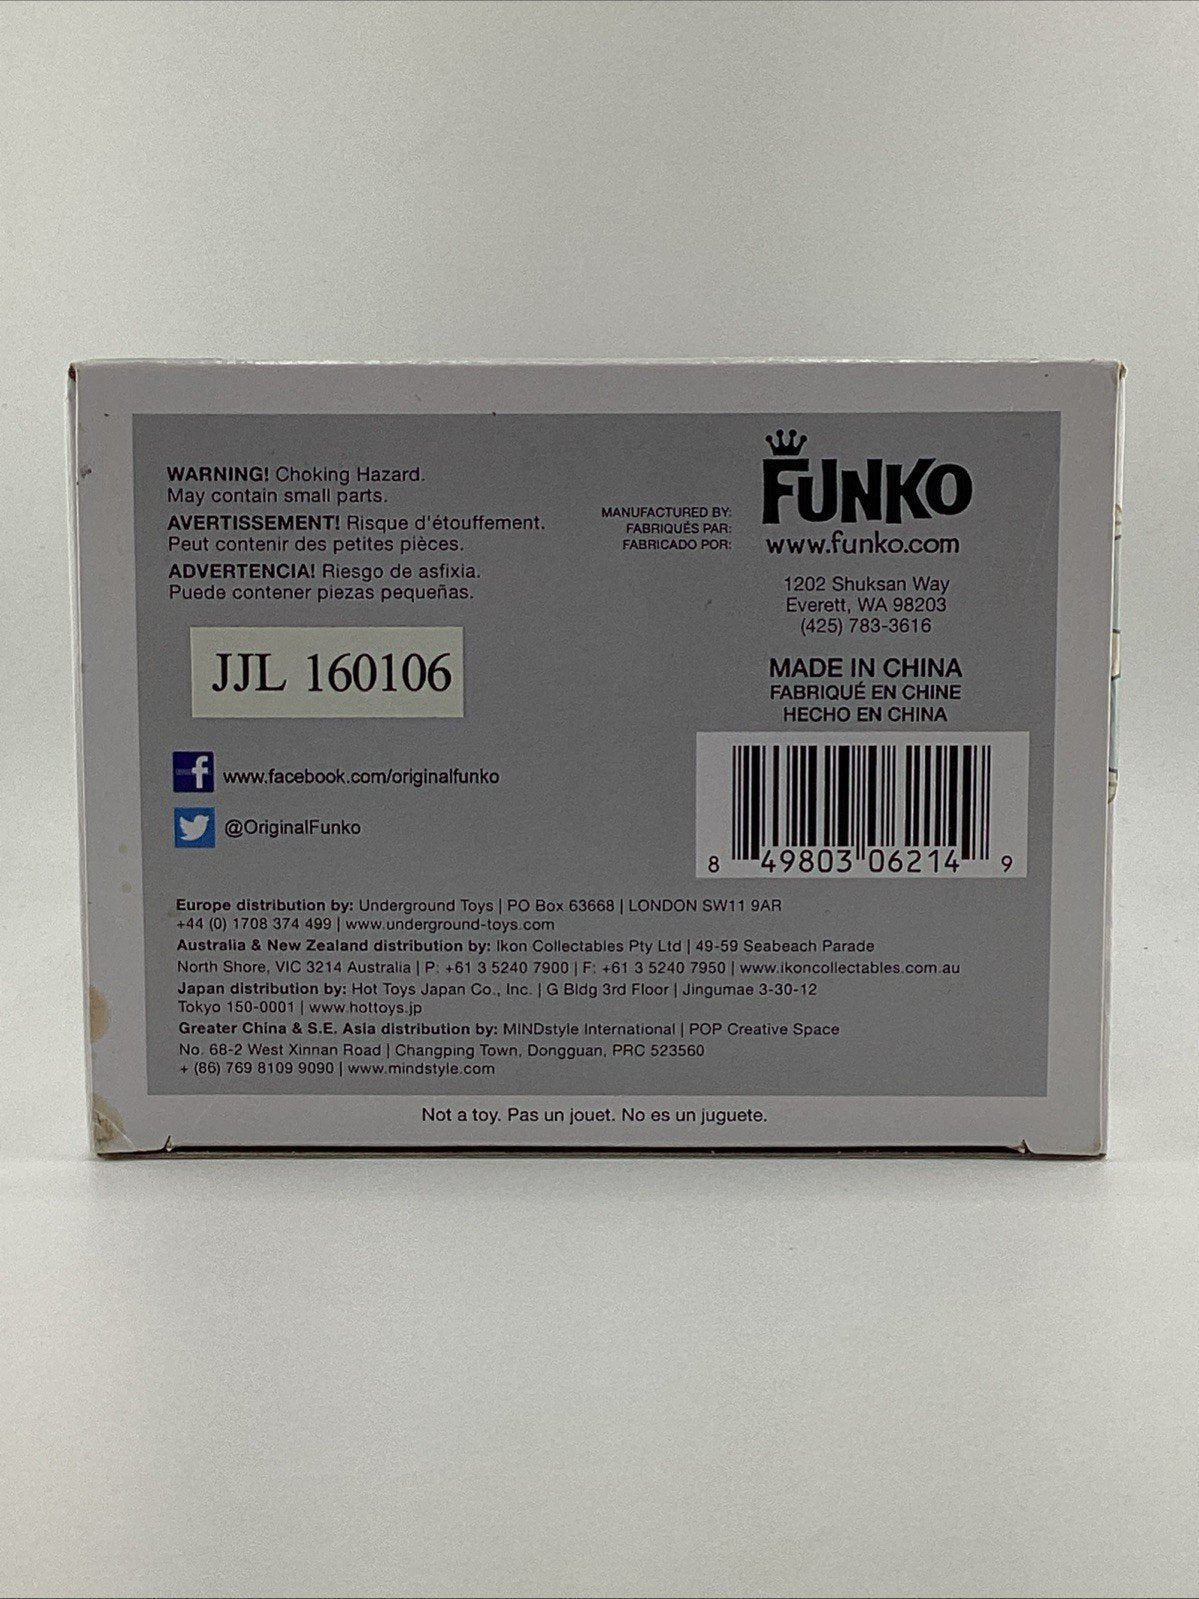 WARNING! Choking Hazard.
May contain small parts.
AVERTISSEMENT! Risque d'étouffement.
Peut contenir des petites pièces.
ADVERTENCIA! Riesgo de asfixia.
Puede contener piezas pequeñas.
JJL 160106
f www.facebook.com/originalfunko
@OriginalFunko
MANUFACTURED BY:
FABRIQUÉS PAR:
FABRICADO POR:
FUNKO
www.funko.com
1202 Shuksan Way
Everett, WA 98203
(425) 783-3616
MADE IN CHINA
FABRIQUÉ EN CHINE
HECHO EN CHINA
8 49803 06214 9
Europe distribution by: Underground Toys | PO Box 63668 | LONDON SW11 9AR
+44 (0) 1708 374 499 | www.underground-toys.com
Australia & New Zealand distribution by: Ikon Collectables Pty Ltd | 49-59 Seabeach Parade
North Shore, VIC 3214 Australia | P: +61 3 5240 7900 | F: +61 3 5240 7950 | www.ikoncollectables.com.au
Japan distribution by: Hot Toys Japan Co., Inc. | G Bldg 3rd Floor | Jingumae 3-30-12
Tokyo 150-0001 | www.hottoys.jp
Greater China & S.E. Asia distribution by: MINDstyle International | POP Creative Space
No. 68-2 West Xinnan Road | Changping Town, Dongguan, PRC 523560
+ (86) 769 8109 9090 | www.mindstyle.com
Not a toy. Pas un jouet. No es un juguete.